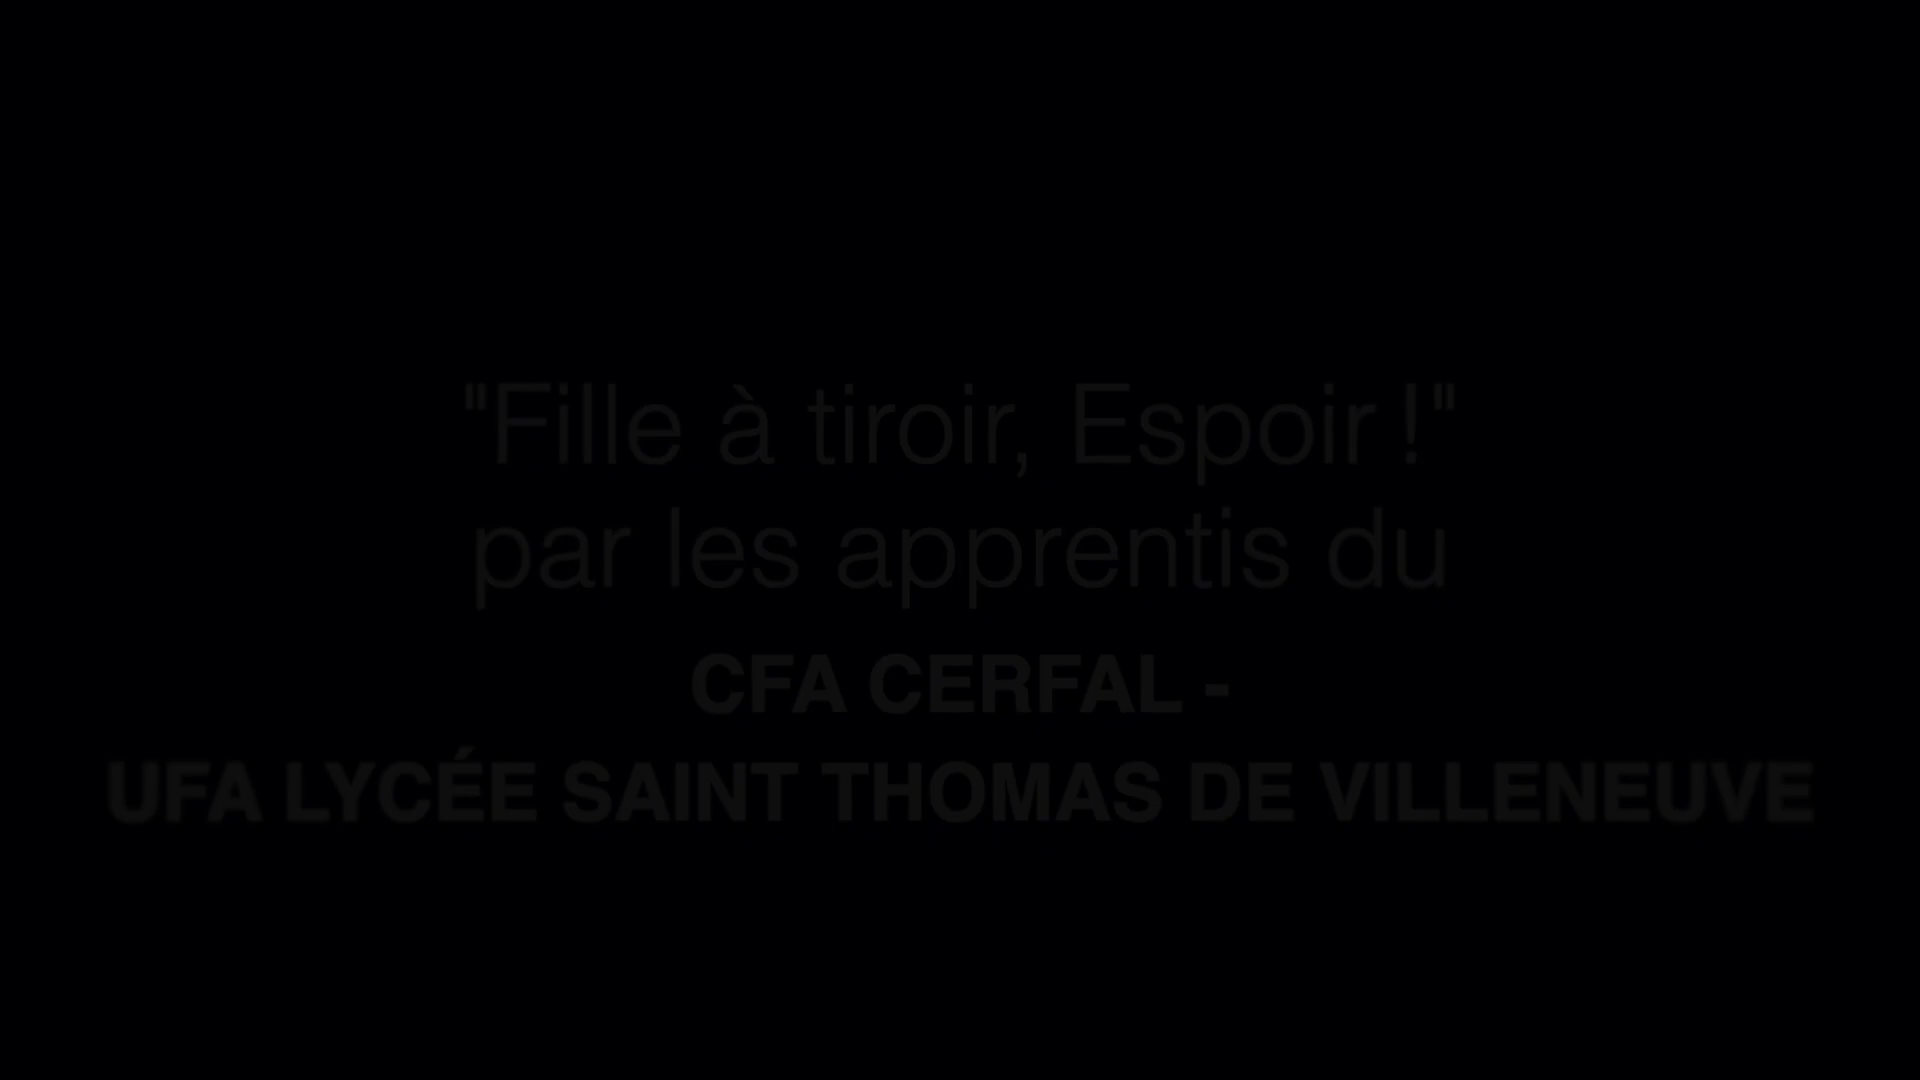 "Fille à tiroir, Espoir !"
par les apprentis du
CFA CERFAL -
UFA LYCÉE SAINT THOMAS DE VILLENEUVE